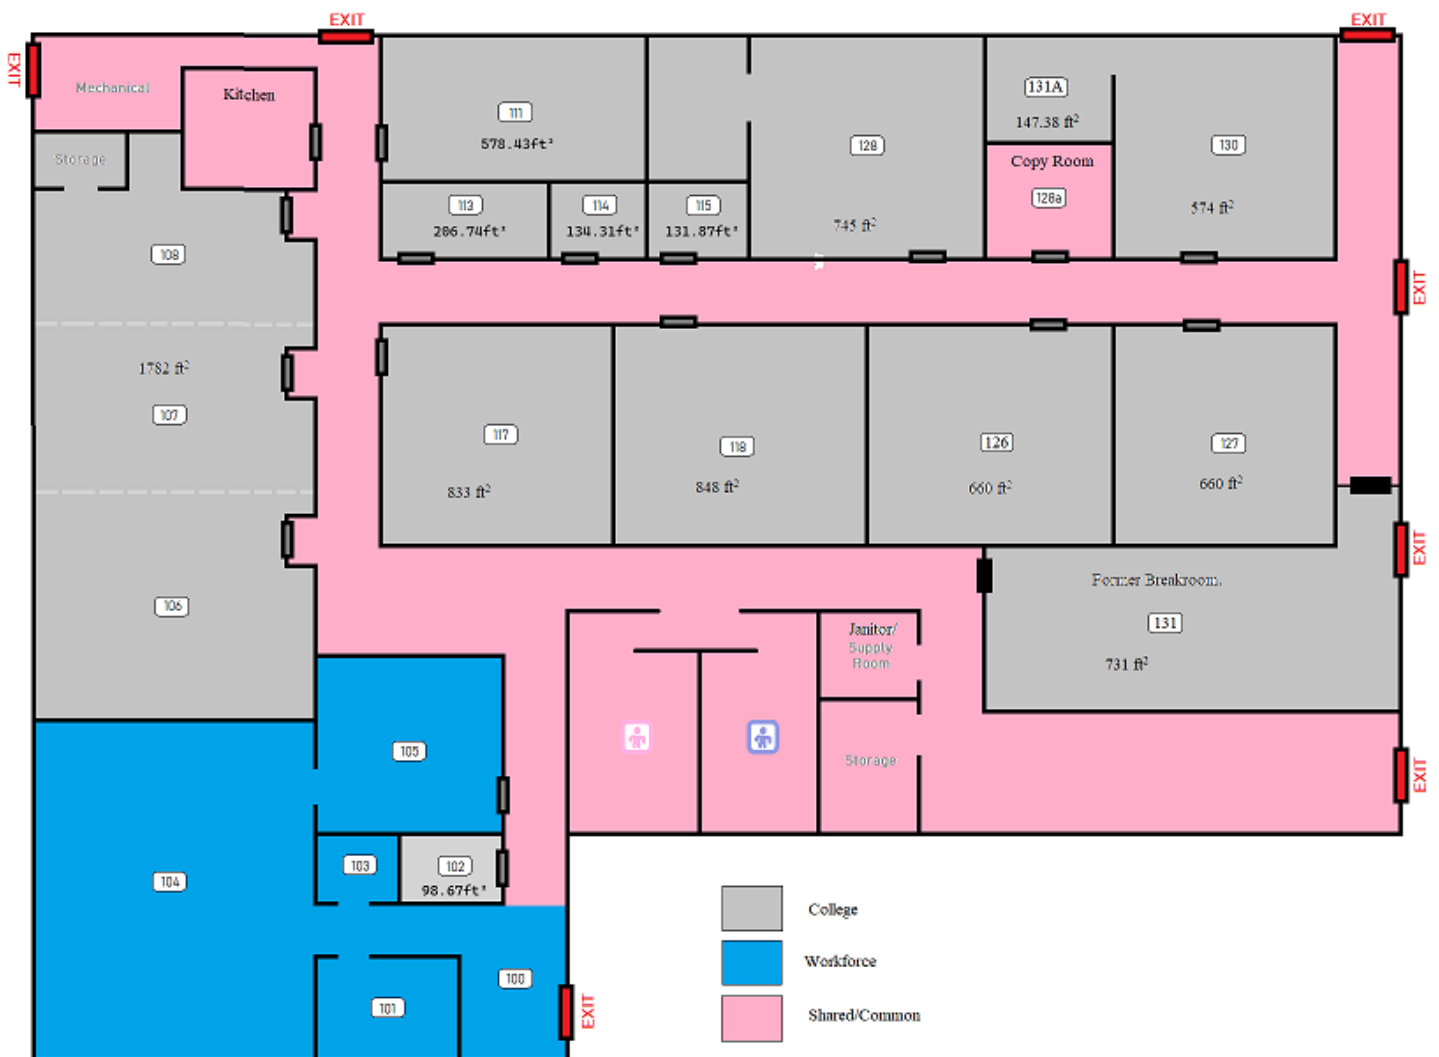 EXIT
EXIT
EXIT
Mechanical
Kitchen
111
578.43ft²
128
745 ft²
131A
147.38 ft²
Copy Room
128a
130
574 ft²
Storage
113
206.74ft²
114
134.31ft²
115
131.87ft²
108
EXIT
1782 ft²
107
117
833 ft²
118
848 ft²
126
660 ft²
127
660 ft²
EXIT
106
Former Breakroom.
131
731 ft²
Janitor/
Supply
Room
105
Storage
EXIT
104
103
102
98.67ft²
College
Workforce
Shared/Common
100
101
EXIT